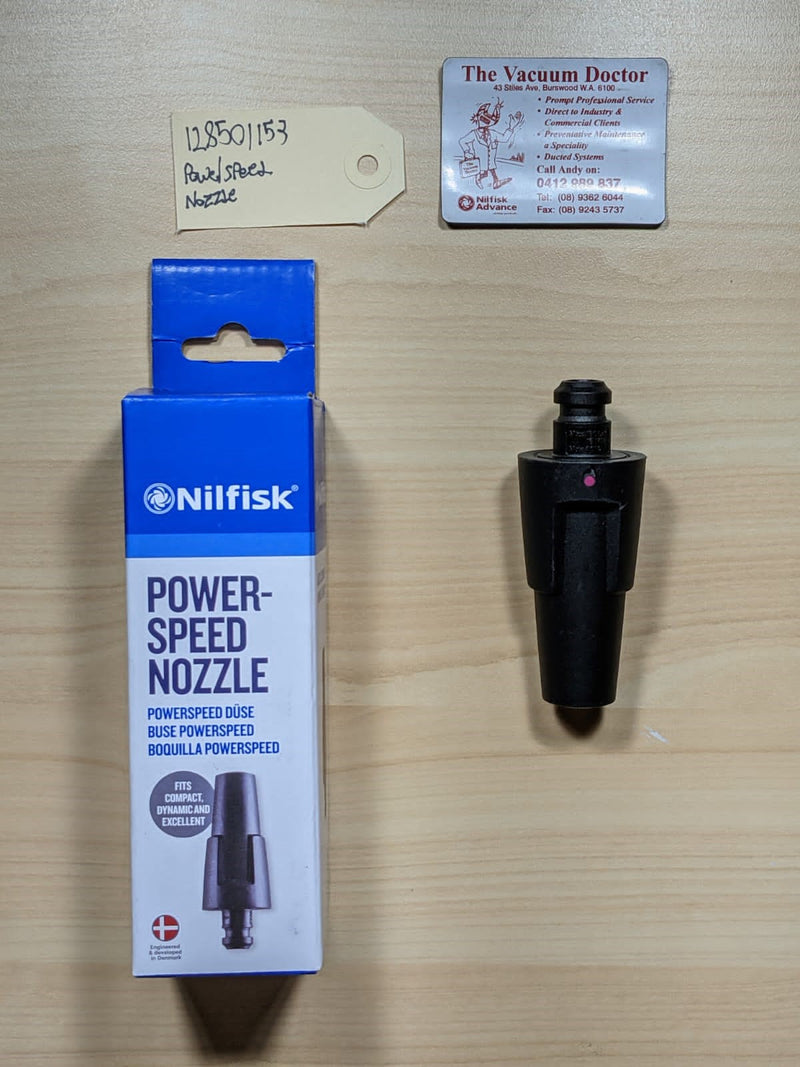 128501153
PowerSpeed
Nozzle
The Vacuum Doctor
43 Stiles Ave, Burswood W.A. 6100
• Prompt Professional Service
• Direct to Industry &
Commercial Clients
• Preventative Maintenance
a Speciality
• Ducted Systems
Call Andy on:
0412 989 837
Tel: (08) 9362 6044
Fax: (08) 9243 5737
Nilfisk
Advance
Nilfisk®
POWER-
SPEED
NOZZLE
POWERSPEED DÜSE
BUSE POWERSPEED
BOQUILLA POWERSPEED
FITS
COMPACT,
DYNAMIC AND
EXCELLENT
Engineered
& developed
in Denmark